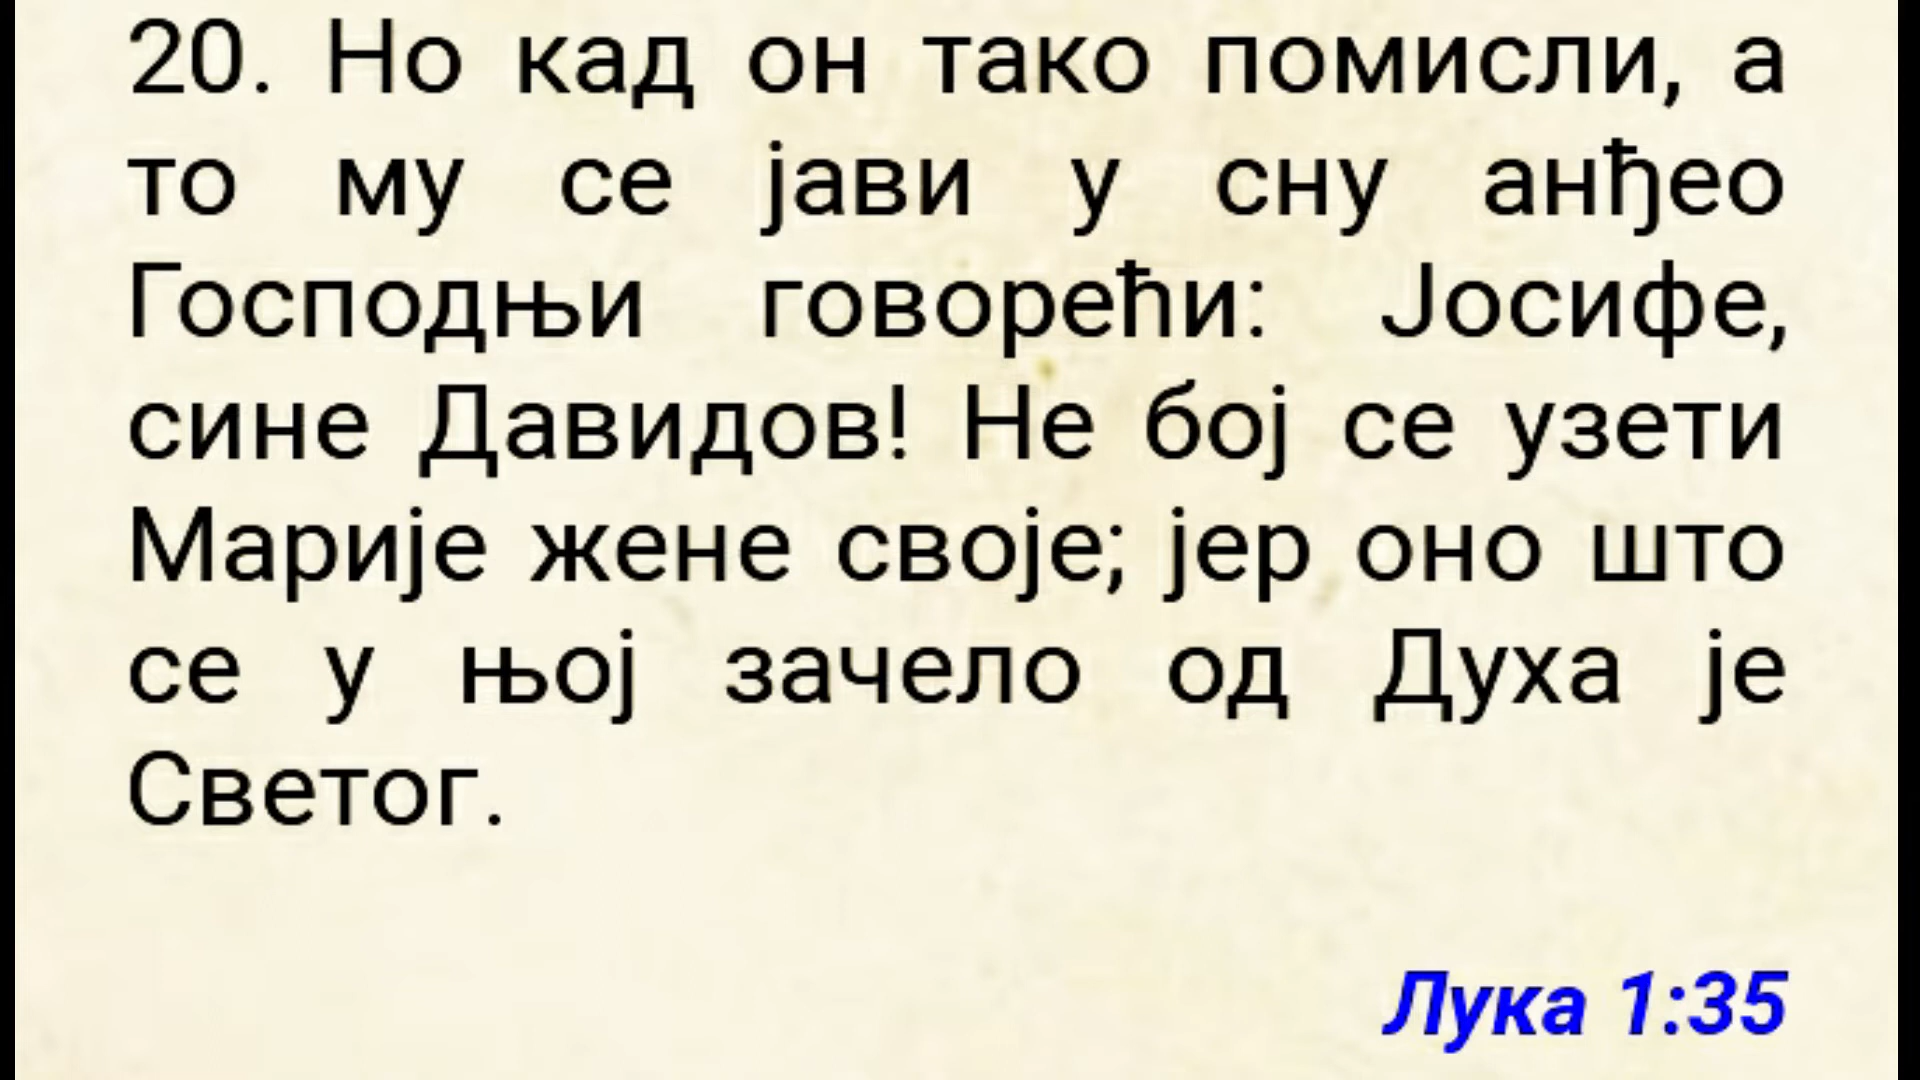 20. Но кад он тако помисли, а
то му се јави у сну анђео
Господњи говорећи: Јосифе,
сине Давидов! Не бој се узети
Марије жене своје; јер оно што
се у њој зачело од Духа је
Светог.
Лука 1:35